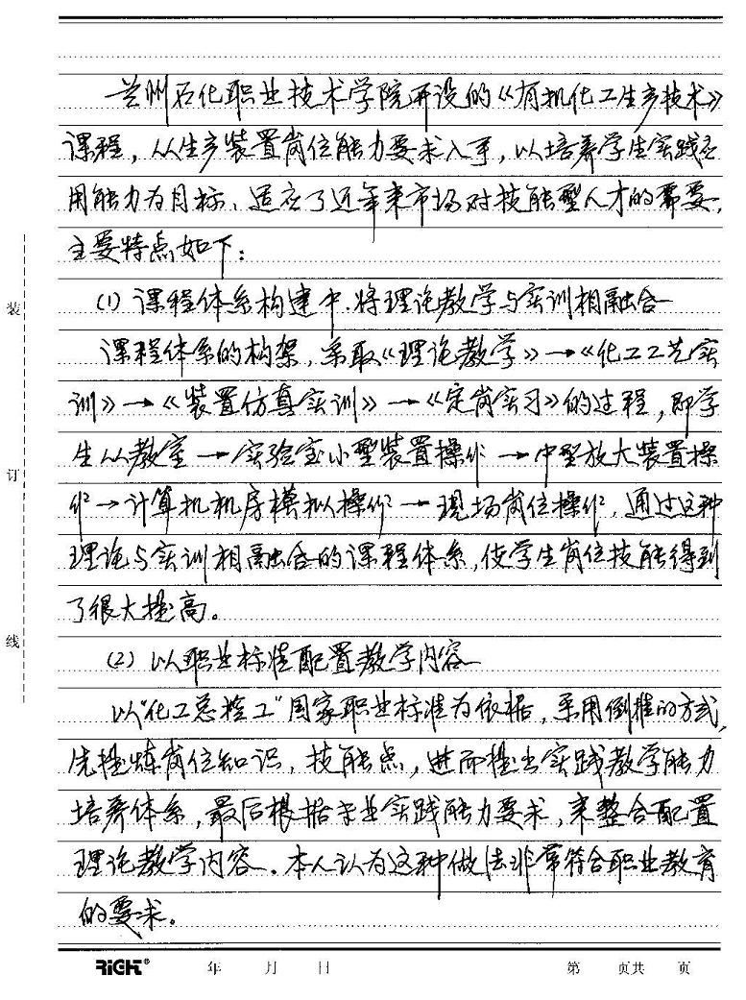 兰州石化职业技术学院开设的《有机化工生产技术》
课程，从生产装置岗位能力要求入手，以培养学生实践应
用能力为目标，适应了近年来市场对技能型人才的需要，
主要特点如下：
(1) 课程体系构建中，将理论教学与实训相融合
课程体系的构架，采取《理论教学》→《化工工艺实
训》→《装置仿真实训》→《定岗实习》的过程，即学
生从教室→实验室小型装置操作→中型放大装置操
作→计算机机房模拟操作→现场岗位操作，通过这种
理论与实训相融合的课程体系，使学生岗位技能得到
了很大提高。
(2) 以职业标准配置教学内容
以“化工总控工”国家职业标准为依据，采用倒推的方式，
先提炼岗位知识、技能点，进而提出实践教学能力
培养体系，最后根据专业实践能力要求，来整合配置
理论教学内容。本人认为这种做法非常符合职业教育
的要求。
装
订
线
RIGHT® 年 月 日 第 页共 页